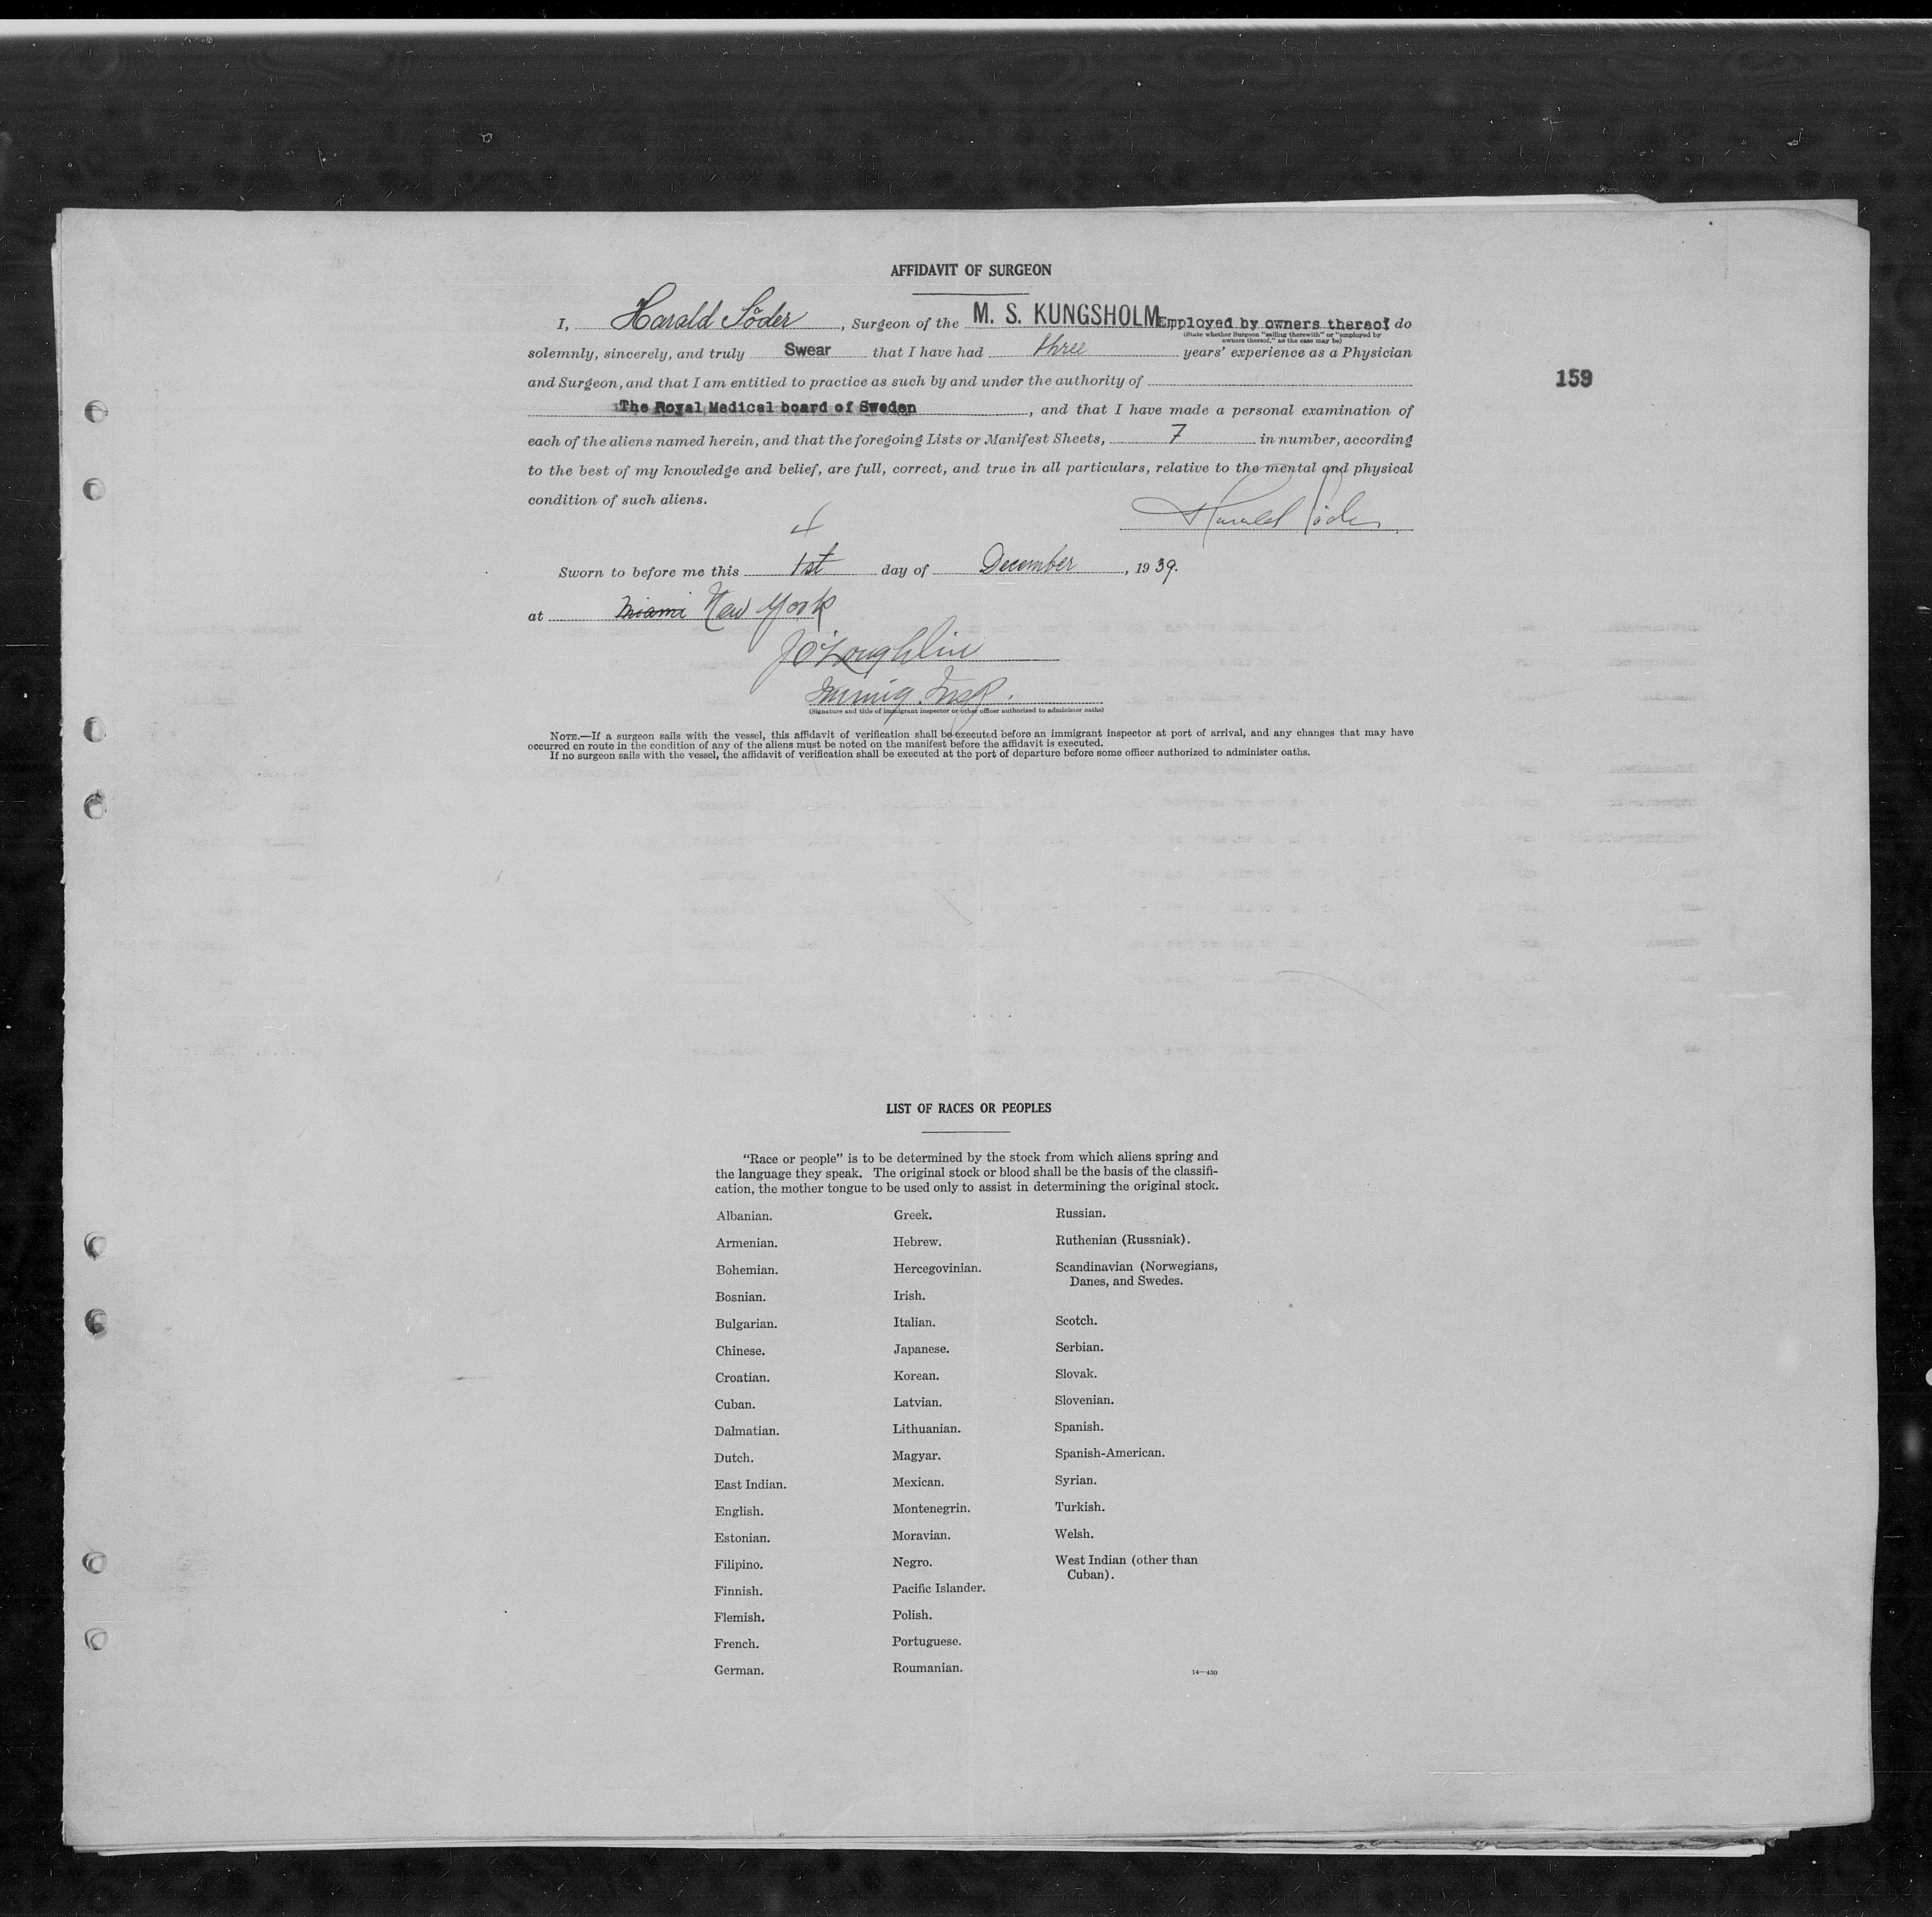 AFFIDAVIT OF SURGEON
I, Harald Söder, Surgeon of the M. S. KUNGSHOLM Employed by owners thereof do
(State whether Surgeon "sailing therewith" or "employed by
owners thereof," as the case may be)
solemnly, sincerely, and truly Swear that I have had three years' experience as a Physician
and Surgeon, and that I am entitled to practice as such by and under the authority of
159
The Royal Medical board of Sweden, and that I have made a personal examination of
each of the aliens named herein, and that the foregoing Lists or Manifest Sheets, 7 in number, according
to the best of my knowledge and belief, are full, correct, and true in all particulars, relative to the mental and physical
condition of such aliens.
Harald Söder
4
Sworn to before me this 1st day of December, 1939.
at Miami New York
J O'Loughlin
Immig. Insp.
(Signature and title of immigrant inspector or other officer authorized to administer oaths)
NOTE.—If a surgeon sails with the vessel, this affidavit of verification shall be executed before an immigrant inspector at port of arrival, and any changes that may have
occurred en route in the condition of any of the aliens must be noted on the manifest before the affidavit is executed.
If no surgeon sails with the vessel, the affidavit of verification shall be executed at the port of departure before some officer authorized to administer oaths.
LIST OF RACES OR PEOPLES
"Race or people" is to be determined by the stock from which aliens spring and
the language they speak. The original stock or blood shall be the basis of the classifi-
cation, the mother tongue to be used only to assist in determining the original stock.
Albanian.
Armenian.
Bohemian.
Bosnian.
Bulgarian.
Chinese.
Croatian.
Cuban.
Dalmatian.
Dutch.
East Indian.
English.
Estonian.
Filipino.
Finnish.
Flemish.
French.
German.
Greek.
Hebrew.
Hercegovinian.
Irish.
Italian.
Japanese.
Korean.
Latvian.
Lithuanian.
Magyar.
Mexican.
Montenegrin.
Moravian.
Negro.
Pacific Islander.
Polish.
Portuguese.
Roumanian.
Russian.
Ruthenian (Russniak).
Scandinavian (Norwegians,
Danes, and Swedes.
Scotch.
Serbian.
Slovak.
Slovenian.
Spanish.
Spanish-American.
Syrian.
Turkish.
Welsh.
West Indian (other than
Cuban).
14—430